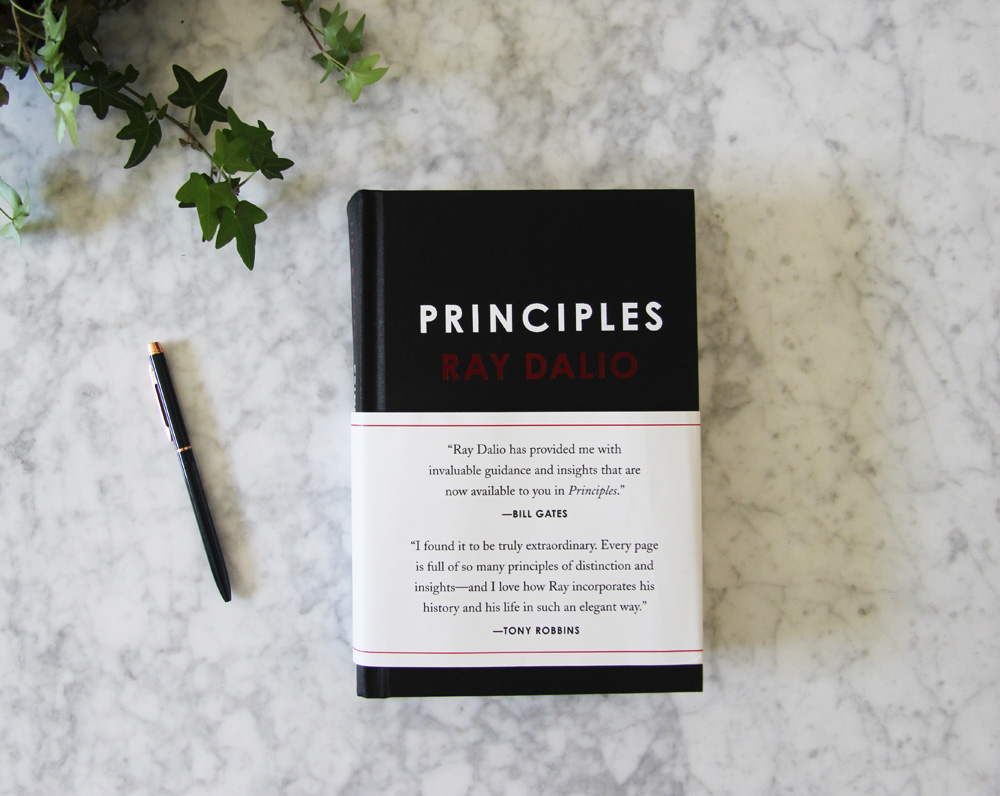 PRINCIPLES
RAY DALIO
“Ray Dalio has provided me with
invaluable guidance and insights that are
now available to you in Principles.”
—BILL GATES
“I found it to be truly extraordinary. Every page
is full of so many principles of distinction and
insights—and I love how Ray incorporates his
history and his life in such an elegant way.”
—TONY ROBBINS